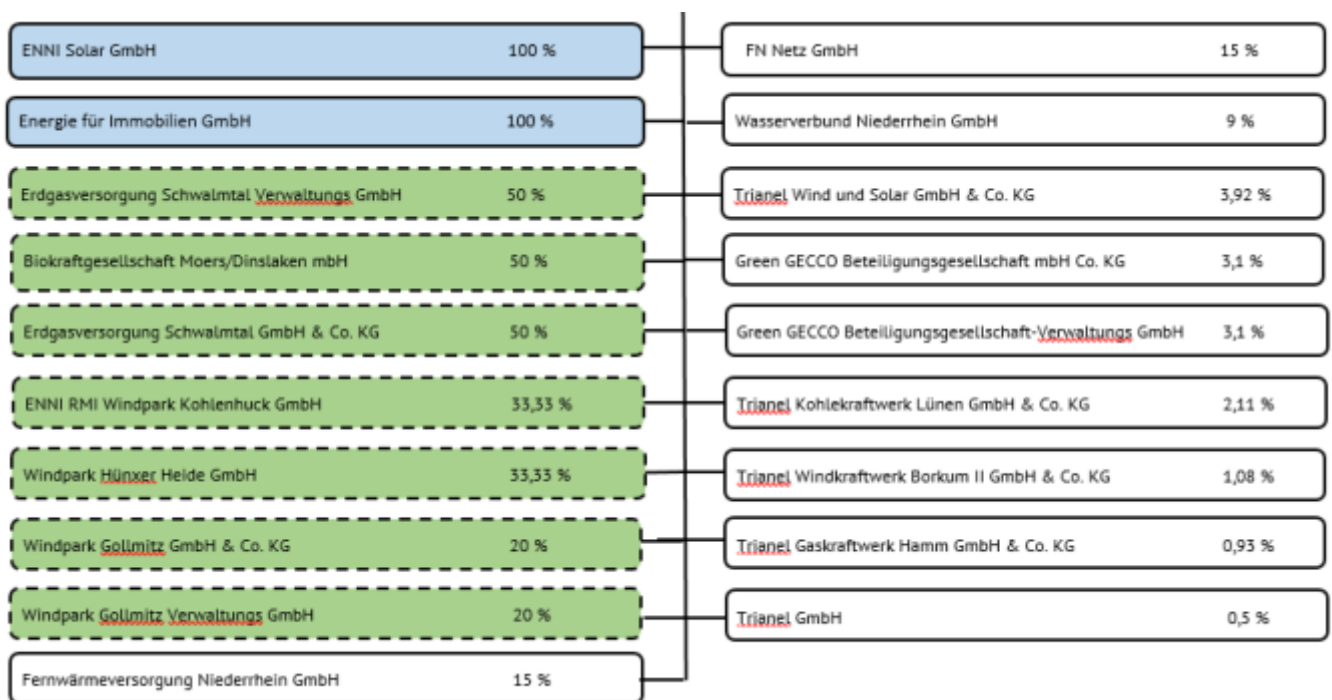 ENNI Solar GmbH 100 %
Energie für Immobilien GmbH 100 %
Erdgasversorgung Schwalmtal Verwaltungs GmbH 50 %
Biokraftgesellschaft Moers/Dinslaken mbH 50 %
Erdgasversorgung Schwalmtal GmbH & Co. KG 50 %
ENNI RMI Windpark Kohlenhuck GmbH 33,33 %
Windpark Hünxer Heide GmbH 33,33 %
Windpark Gollmitz GmbH & Co. KG 20 %
Windpark Gollmitz Verwaltungs GmbH 20 %
Fernwärmeversorgung Niederrhein GmbH 15 %
FN Netz GmbH 15 %
Wasserverbund Niederrhein GmbH 9 %
Trianel Wind und Solar GmbH & Co. KG 3,92 %
Green GECCO Beteiligungsgesellschaft mbH Co. KG 3,1 %
Green GECCO Beteiligungsgesellschaft-Verwaltungs GmbH 3,1 %
Trianel Kohlekraftwerk Lünen GmbH & Co. KG 2,11 %
Trianel Windkraftwerk Borkum II GmbH & Co. KG 1,08 %
Trianel Gaskraftwerk Hamm GmbH & Co. KG 0,93 %
Trianel GmbH 0,5 %